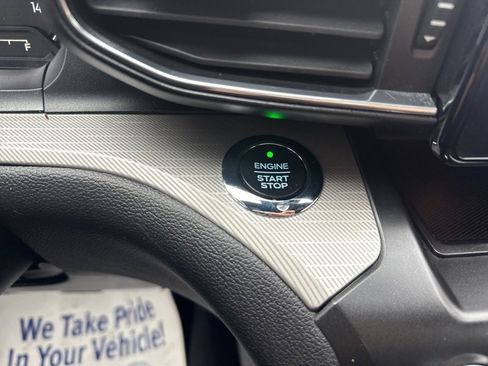 14
F
ENGINE
START
STOP
We Take Pride
In Your Vehicle!